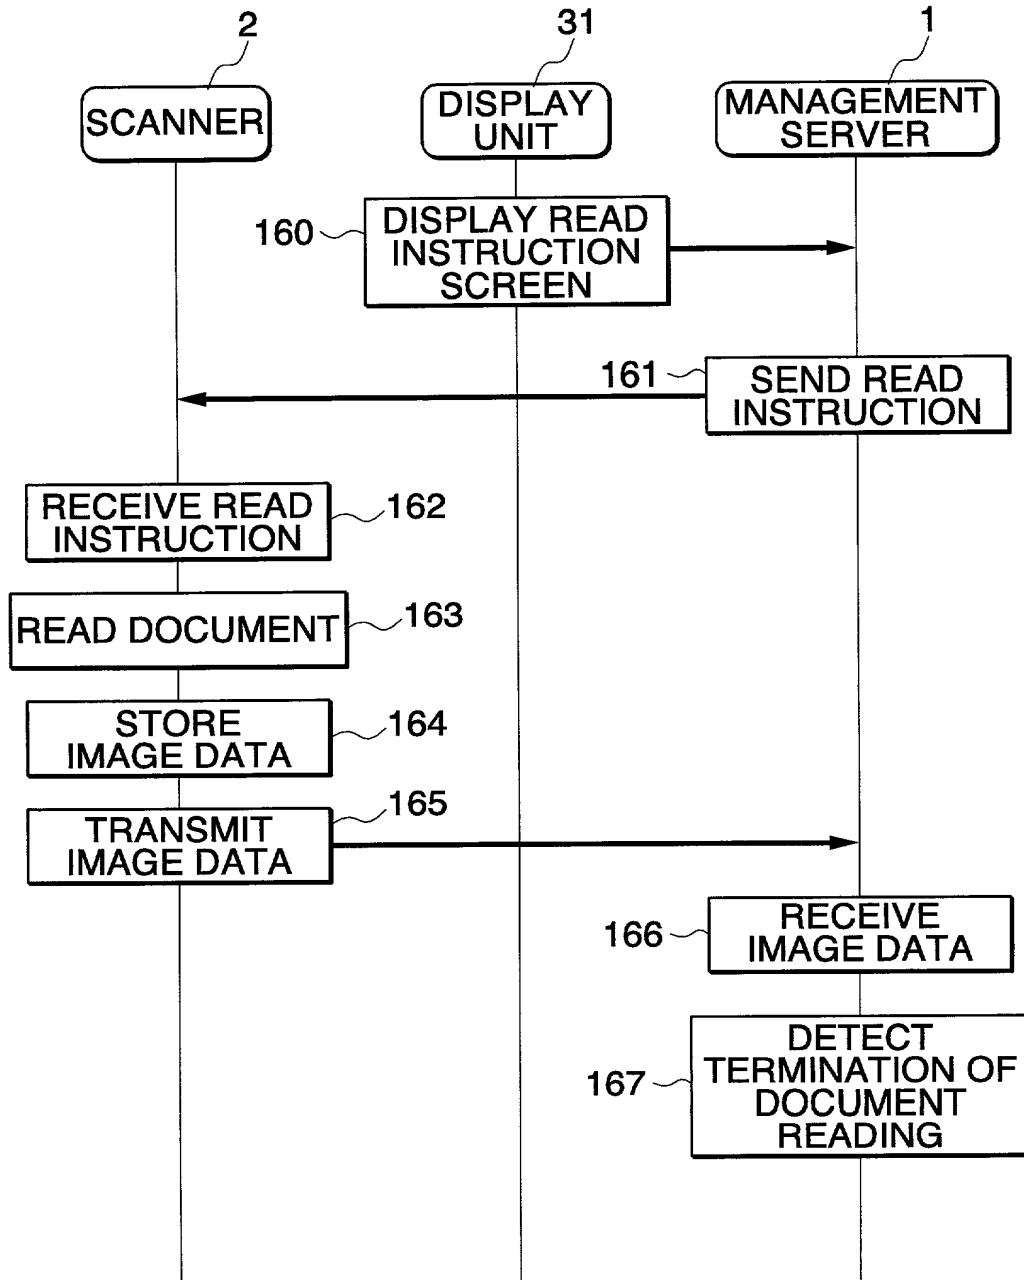 2
31
1
SCANNER
DISPLAY
UNIT
MANAGEMENT
SERVER
160
DISPLAY READ
INSTRUCTION
SCREEN
161
SEND READ
INSTRUCTION
RECEIVE READ
INSTRUCTION
162
READ DOCUMENT
163
STORE
IMAGE DATA
164
TRANSMIT
IMAGE DATA
165
166
RECEIVE
IMAGE DATA
167
DETECT
TERMINATION OF
DOCUMENT
READING